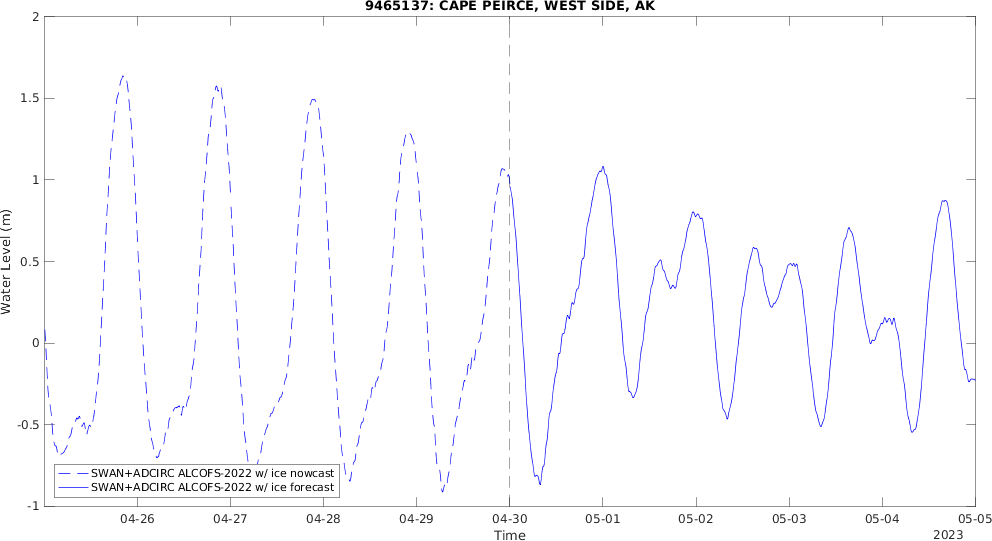 9465137: CAPE PEIRCE, WEST SIDE, AK
2
1.5
1
0.5
0
-0.5
-1
Water Level (m)
SWAN+ADCIRC ALCOFS-2022 w/ ice nowcast
SWAN+ADCIRC ALCOFS-2022 w/ ice forecast
04-26 04-27 04-28 04-29 04-30 05-01 05-02 05-03 05-04 05-05
Time
2023